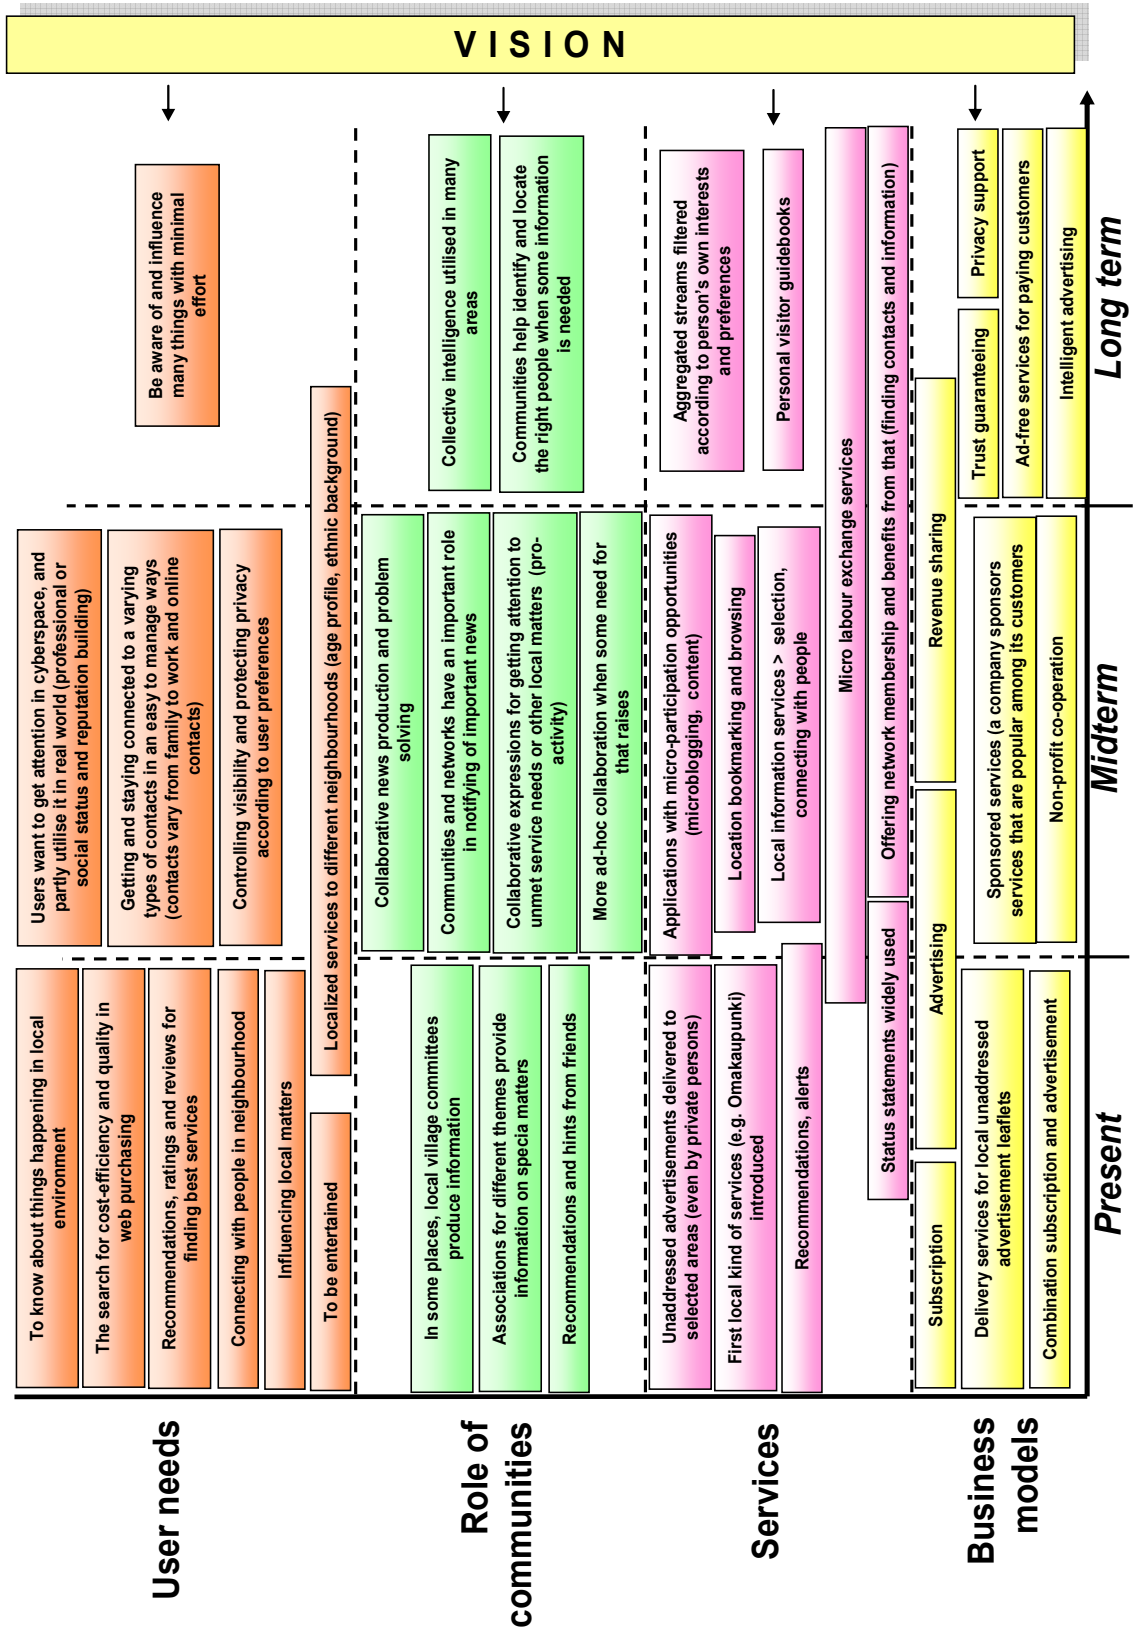 VISION
User needs
To know about things happening in local
environment
The search for cost-efficiency and quality in
web purchasing
Recommendations, ratings and reviews for
finding best services
Connecting with people in neighbourhood
Influencing local matters
To be entertained
Users want to get attention in cyberspace, and
partly utilise it in real world (professional or
social status and reputation building)
Getting and staying connected to a varying
types of contacts in an easy to manage ways
(contacts vary from family to work and online
contacts)
Controlling visibility and protecting privacy
according to user preferences
Localized services to different neighbourhoods (age profile, ethnic background)
Be aware of and influence
many things with minimal
effort
Role of
communities
In some places, local village committees
produce information
Associations for different themes provide
information on specia matters
Recommendations and hints from friends
Collaborative news production and problem
solving
Communities and networks have an important role
in notifying of important news
Collaborative expressions for getting attention to
unmet service needs or other local matters (pro-
activity)
More ad-hoc collaboration when some need for
that raises
Collective intelligence utilised in many
areas
Communities help identify and locate
the right people when some information
is needed
Services
Unaddressed advertisements delivered to
selected areas (even by private persons)
First local kind of services (e.g. Omakaupunki)
introduced
Recommendations, alerts
Applications with micro-participation opportunities
(microblogging, content)
Location bookmarking and browsing
Local information services > selection,
connecting with people
Aggregated streams filtered
according to person's own interests
and preferences
Personal visitor guidebooks
Micro labour exchange services
Status statements widely used
Offering network membership and benefits from that (finding contacts and information)
Business
models
Subscription
Advertising
Revenue sharing
Delivery services for local unaddressed
advertisement leaflets
Combination subscription and advertisement
Sponsored services (a company sponsors
services that are popular among its customers
Non-profit co-operation
Trust guaranteeing
Privacy support
Ad-free services for paying customers
Intelligent advertising
Present
Midterm
Long term